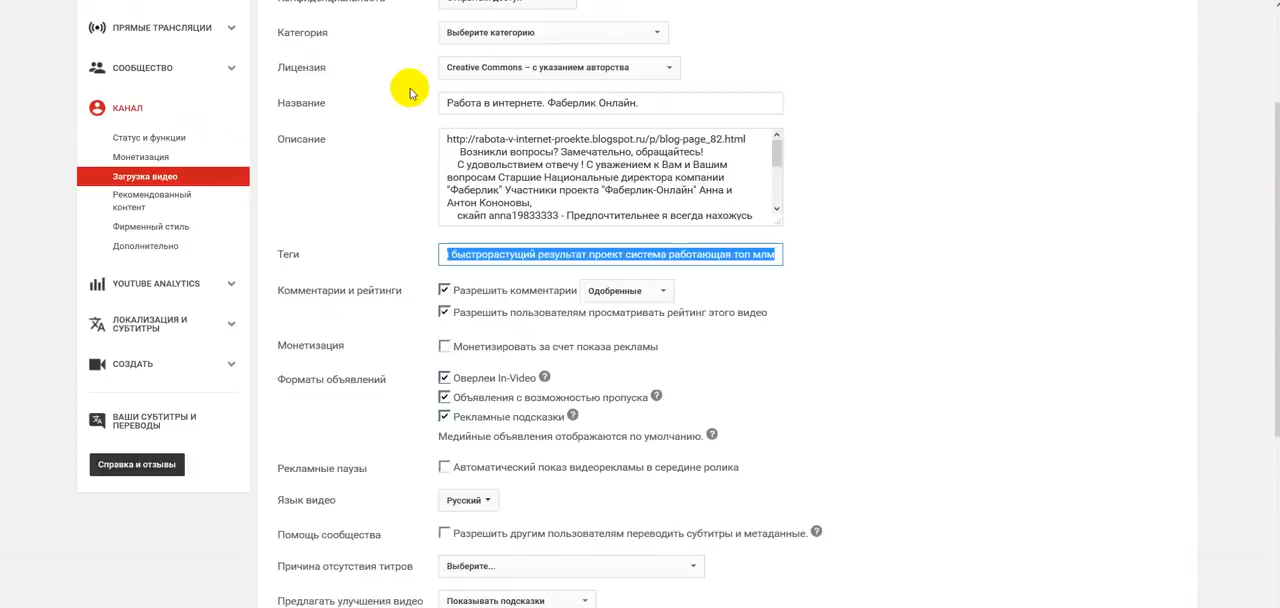 Выберите категорию
ПРЯМЫЕ ТРАНСЛЯЦИИ
СООБЩЕСТВО
КАНАЛ
Статус и функции
Монетизация
Загрузка видео
Рекомендованный
контент
Фирменный стиль
Дополнительно
YOUTUBE ANALYTICS
ЛОКАЛИЗАЦИЯ И
СУБТИТРЫ
СОЗДАТЬ
ВАШИ СУБТИТРЫ И
ПЕРЕВОДЫ
Справка и отзывы
Категория
Лицензия
Creative Commons – с указанием авторства
Название
Работа в интернете. Фаберлик Онлайн.
Описание
http://rabota-v-internet-proekte.blogspot.ru/p/blog-page_82.html
Возникли вопросы? Замечательно, обращайтесь!
С удовольствием отвечу ! С уважением к Вам и Вашим
вопросам Старшие Национальные директора компании
"Фаберлик" Участники проекта "Фаберлик-Онлайн" Анна и
Антон Кононовы,
скайп anna19833333 - Предпочтительнее я всегда нахожусь
Теги
быстрорастущий результат проект система работающая топ млм
Комментарии и рейтинги
Разрешить комментарии
Одобренные
Разрешить пользователям просматривать рейтинг этого видео
Монетизация
Монетизировать за счет показа рекламы
Форматы объявлений
Оверлеи In-Video
Объявления с возможностью пропуска
Рекламные подсказки
Медийные объявления отображаются по умолчанию.
Рекламные паузы
Автоматический показ видеорекламы в середине ролика
Язык видео
Русский
Помощь сообщества
Разрешить другим пользователям переводить субтитры и метаданные.
Причина отсутствия титров
Выберите...
Предлагать улучшения видео
Показывать подсказки